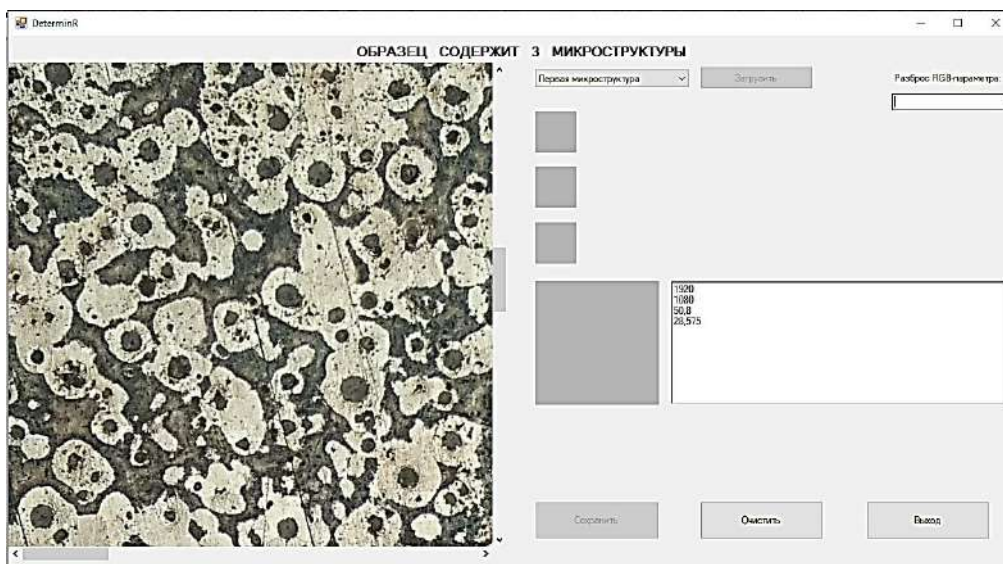 DeterminR
ОБРАЗЕЦ СОДЕРЖИТ 3 МИКРОСТРУКТУРЫ
Первая микроструктура
Загрузить
Разброс RGB-параметра:
1920
1080
50,8
28,575
Сохранить
Очистить
Выход